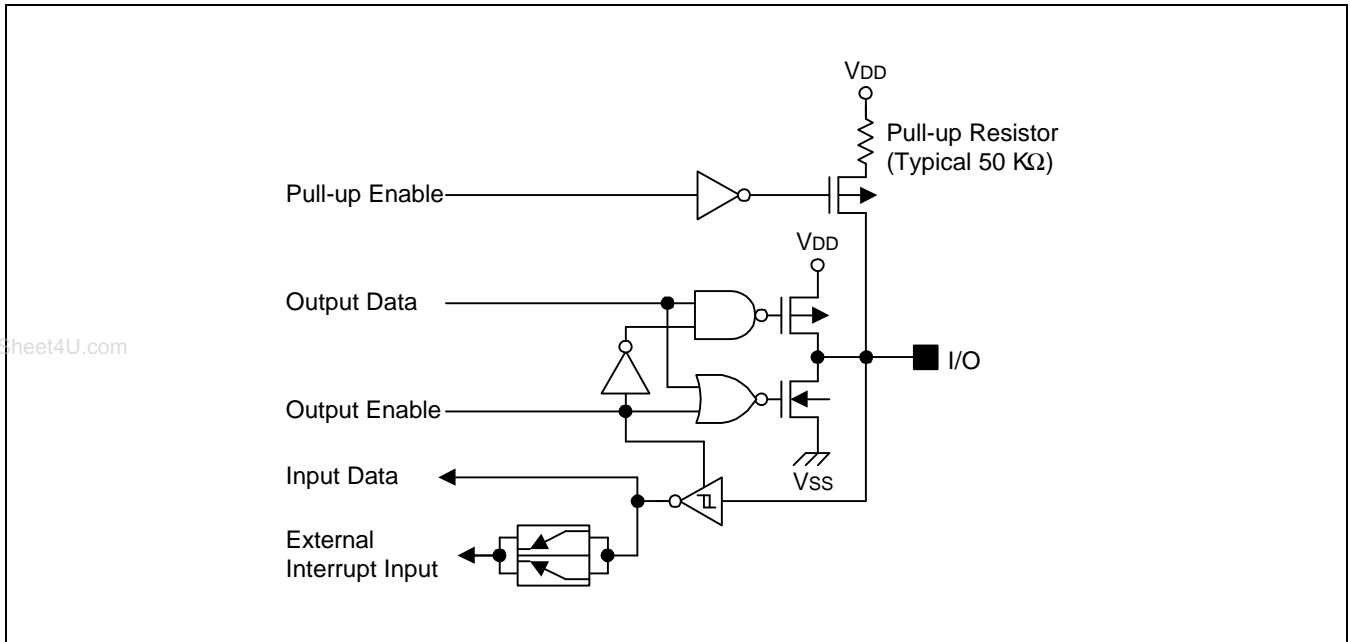 VDD
Pull-up Resistor
(Typical 50 KΩ)
Pull-up Enable
VDD
Output Data
Sheet4U.com
I/O
Output Enable
Input Data
VSS
External
Interrupt Input